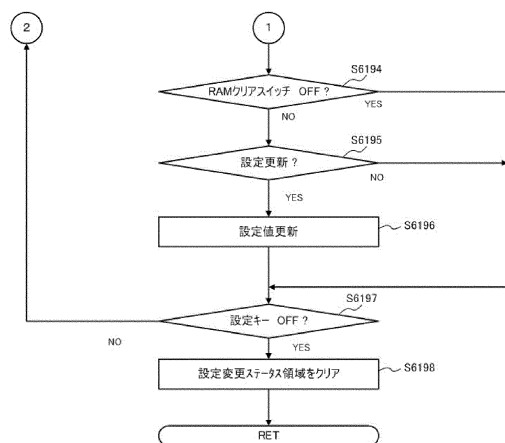 2
1
S6194
RAMクリアスイッチ OFF ?
YES
NO
S6195
設定更新 ?
NO
YES
設定値更新
S6196
S6197
設定キー OFF ?
NO
YES
設定変更ステータス領域をクリア
S6198
RET